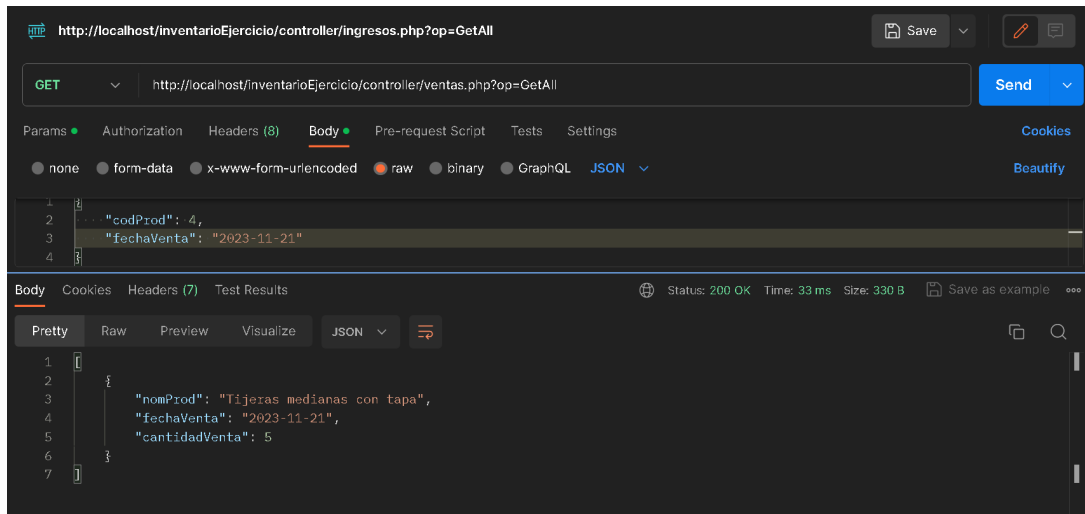 HTTP http://localhost/inventarioEjercicio/controller/ingresos.php?op=GetAll Save
GET http://localhost/inventarioEjercicio/controller/ventas.php?op=GetAll Send
Params Authorization Headers (8) Body Pre-request Script Tests Settings Cookies
none form-data x-www-form-urlencoded raw binary GraphQL JSON Beautify
1 {
2 ····"codProd":·4,
3 "fechaVenta": "2023-11-21"
4 }
Body Cookies Headers (7) Test Results Status: 200 OK Time: 33 ms Size: 330 B Save as example
Pretty Raw Preview Visualize JSON
1 [
2 {
3 "nomProd": "Tijeras medianas con tapa",
4 "fechaVenta": "2023-11-21",
5 "cantidadVenta": 5
6 }
7 ]